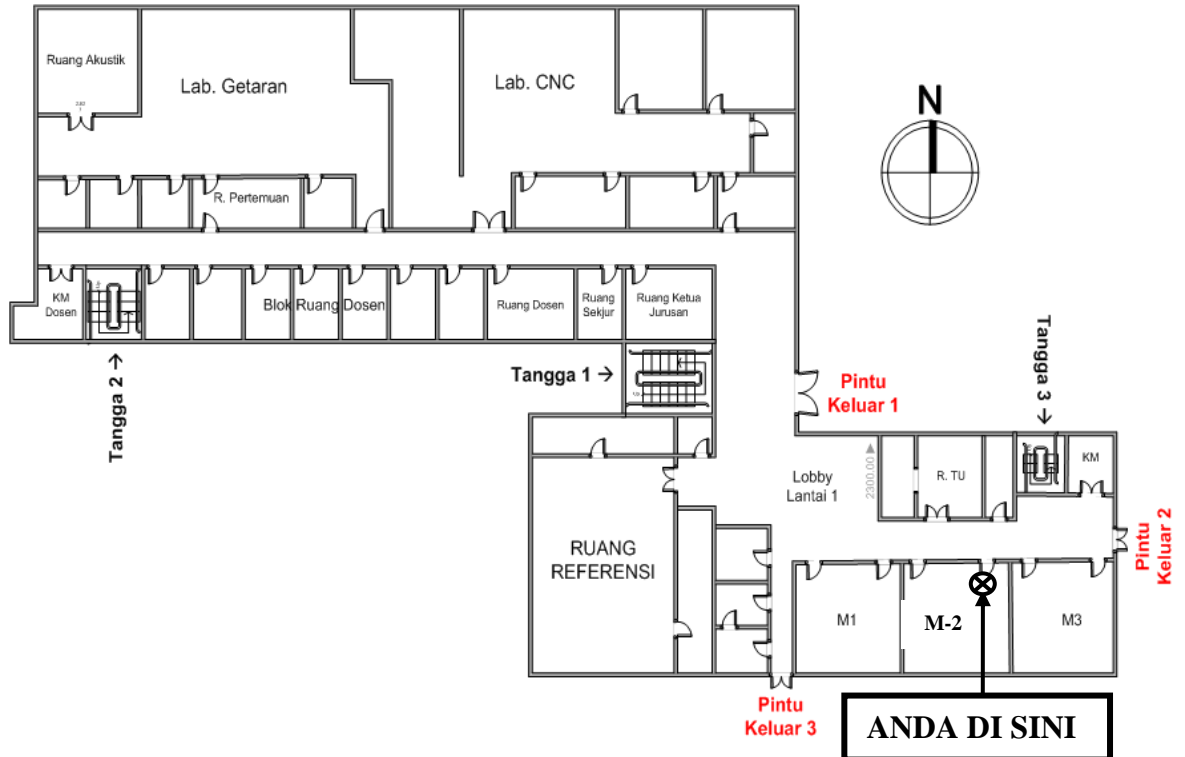 Ruang Akustik
Lab. Getaran
Lab. CNC
N
R. Pertemuan
KM
Dosen
Blok Ruang Dosen
Ruang Dosen
Ruang
Sekjur
Ruang Ketua
Jurusan
Tangga 2 →
Tangga 1 →
Pintu
Keluar 1
Tangga 3 →
Lobby
Lantai 1
2300.00
R. TU
KM
Pintu
Keluar 2
RUANG
REFERENSI
M1
M-2
M3
Pintu
Keluar 3
ANDA DI SINI